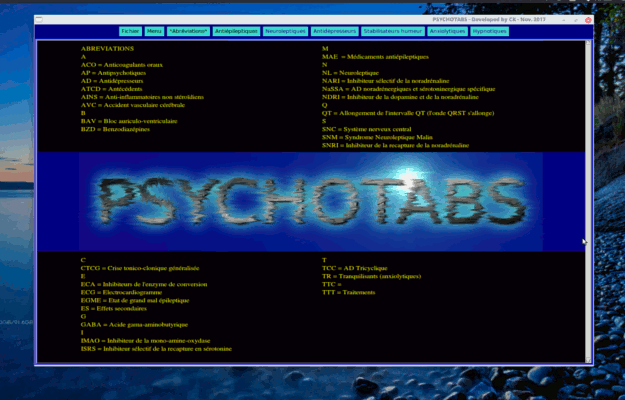 PSYCHOTABS - Developed by CK - Nov. 2017
Fichier Menu "Abréviations" Antiépileptiques Neuroleptiques Antidépresseurs Stabilisateurs humeur Anxiolytiques Hypnotiques
ABREVIATIONS
A
ACO = Anticoagulants oraux
AP = Antipsychotiques
AD = Antidépresseurs
ATCD = Antécédents
AINS = Anti-inflammatoires non stéroïdiens
AVC = Accident vasculaire cérébrale
B
BAV = Bloc auriculo-ventriculaire
BZD = Benzodiazépines
M
MAE = Médicaments antiépileptiques
N
NL = Neuroleptique
NARI = Inhibiteur sélectif de la noradrénaline
NaSSA = AD noradrénergiques et sérotoninergique spécifique
NDRI = Inhibiteur de la dopamine et de la noradrénaline
Q
QT = Allongement de l'intervalle QT (l'onde QRST s'allonge)
S
SNC = Système nerveux central
SNM = Syndrome Neuroleptique Malin
SNRI = Inhibiteur de la recapture de la noradrénaline
PSYCHOTABS
C
CTCG = Crise tonico-clonique généralisée
E
ECA = Inhibiteurs de l'enzyme de conversion
ECG = Electrocardiogramme
EGME = Etat de grand mal épileptique
ES = Effets secondaires
G
GABA = Acide gama-aminobutyrique
I
IMAO = Inhibiteur de la mono-amine-oxydase
ISRS = Inhibiteur sélectif de la recapture en sérotonine
T
TCC = AD Tricyclique
TR = Tranquilisants (anxiolytiques)
TTC =
TTT = Traitements